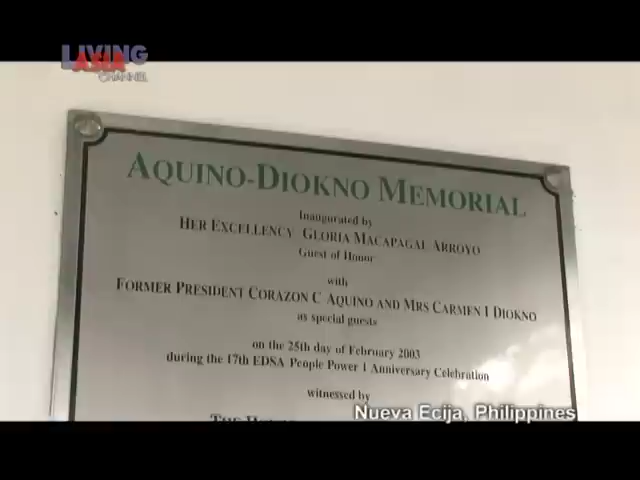 LIVING
ASIA
CHANNEL
AQUINO-DIOKNO MEMORIAL
Inaugurated by
HER EXCELLENCY GLORIA MACAPAGAL ARROYO
Guest of Honor
with
FORMER PRESIDENT CORAZON C AQUINO AND MRS CARMEN I DIOKNO
as special guests
on the 25th day of February 2003
during the 17th EDSA People Power 1 Anniversary Celebration
witnessed by
Nueva Ecija, Philippines